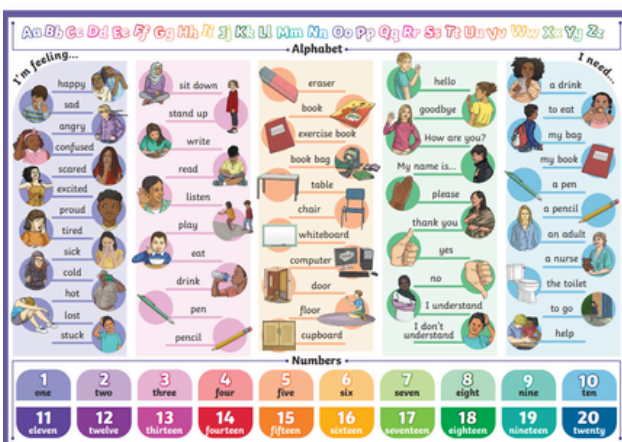 Aa Bb Cc Dd Ee Ff Gg Hh Ii Jj Kk Ll Mm Nn Oo Pp Qq Rr Ss Tt Uu Vv Ww Xx Yy Zz
Alphabet
I'm feeling...
happy
sad
angry
confused
scared
excited
proud
tired
sick
cold
hot
lost
stuck
sit down
stand up
write
read
listen
play
eat
drink
pen
pencil
eraser
book
exercise book
book bag
table
chair
whiteboard
computer
door
floor
cupboard
hello
goodbye
How are you?
My name is...
please
thank you
yes
no
I understand
I don't
understand
I need...
a drink
to eat
my bag
my book
a pen
a pencil
an adult
a nurse
the toilet
to go
help
Numbers
1 2 3 4 5 6 7 8 9 10
one two three four five six seven eight nine ten
11 12 13 14 15 16 17 18 19 20
eleven twelve thirteen fourteen fifteen sixteen seventeen eighteen nineteen twenty